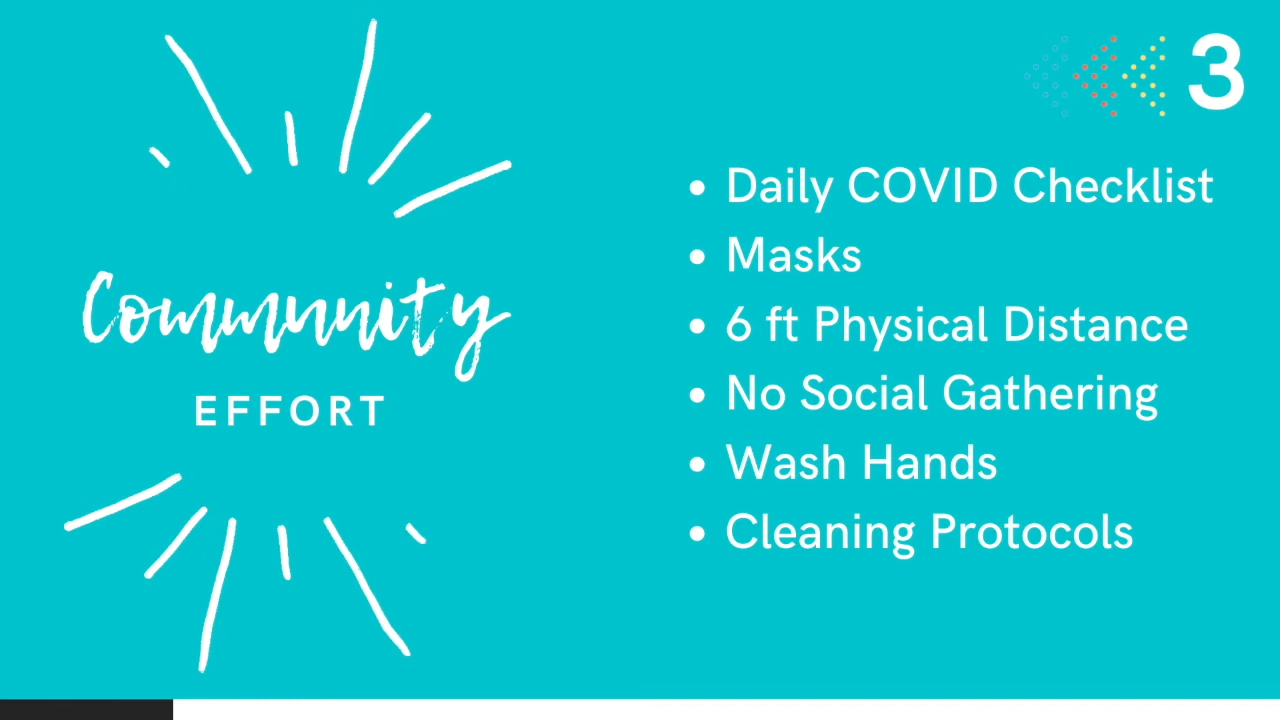 3
Community
EFFORT
• Daily COVID Checklist
• Masks
• 6 ft Physical Distance
• No Social Gathering
• Wash Hands
• Cleaning Protocols